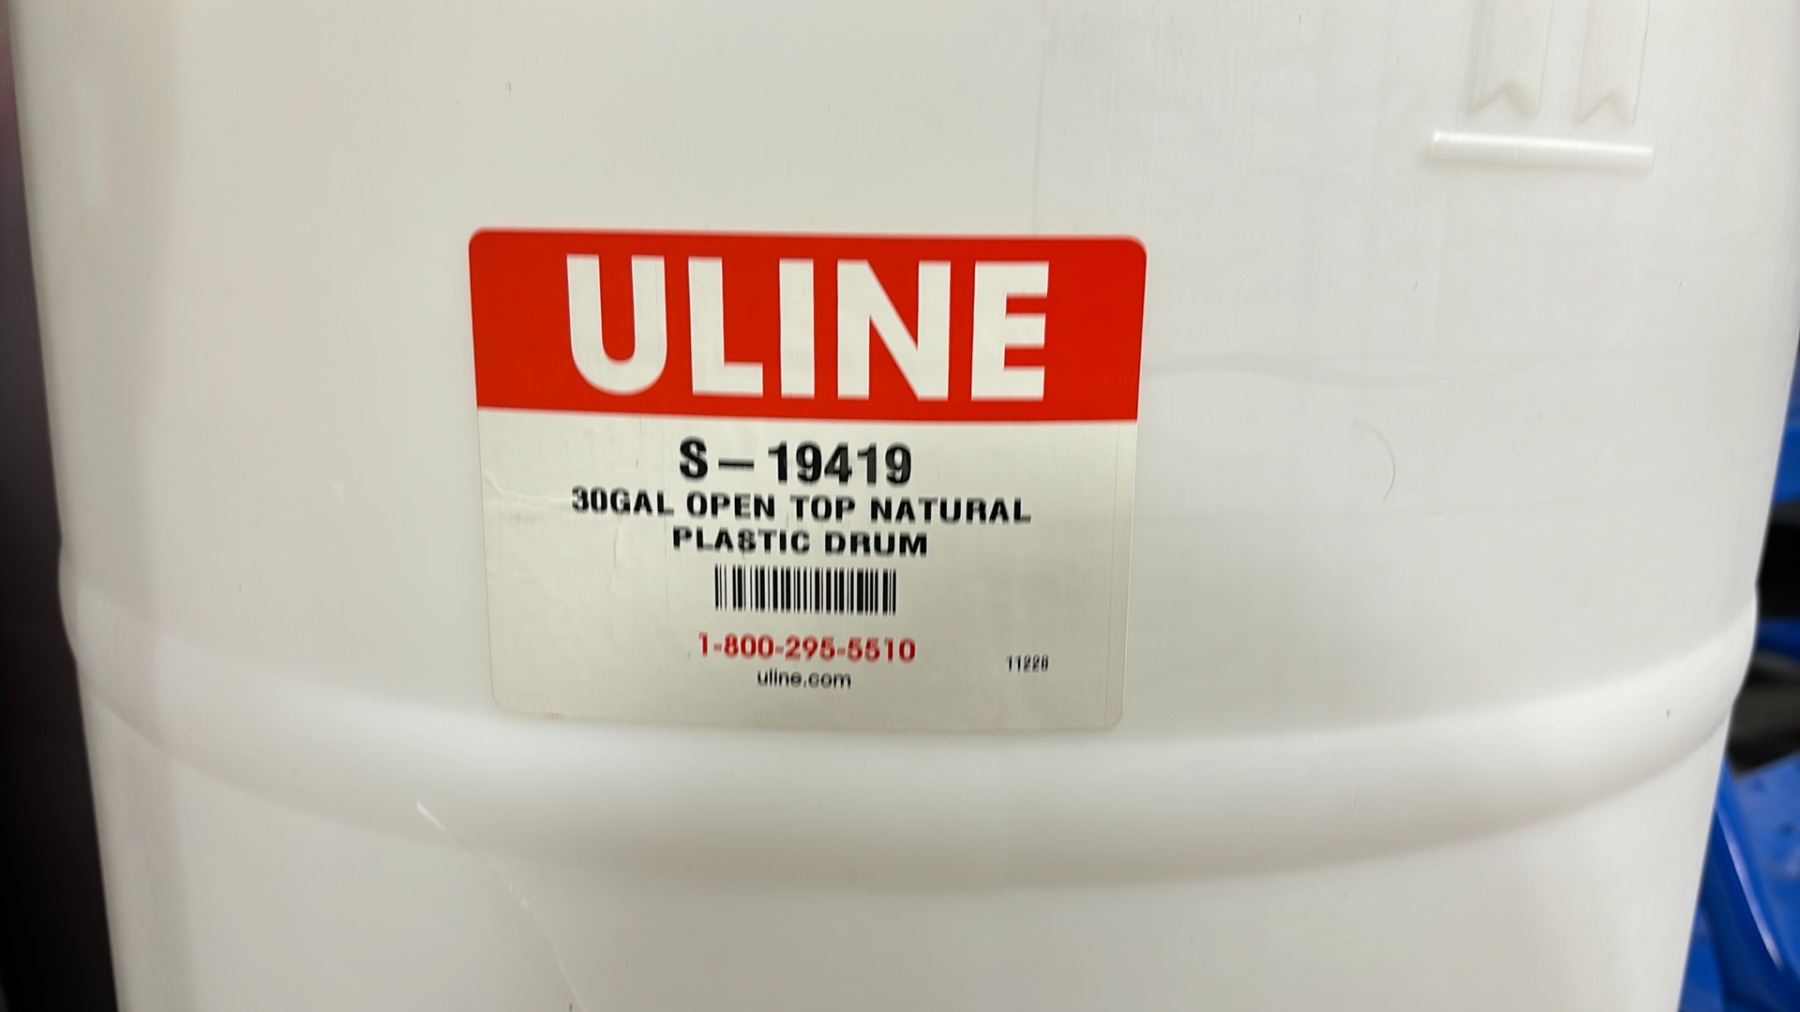 ULINE
S-19419
30GAL OPEN TOP NATURAL
PLASTIC DRUM
1-800-295-5510
11228
uline.com